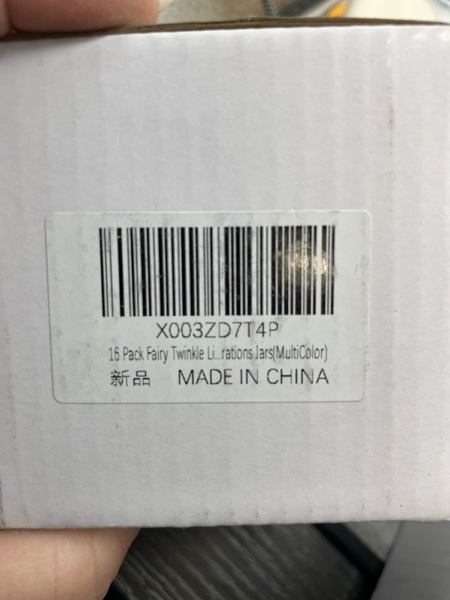 X003ZD7T4P
16 Pack Fairy Twinkle Li...rations Jars(MultiColor)
新品 MADE IN CHINA